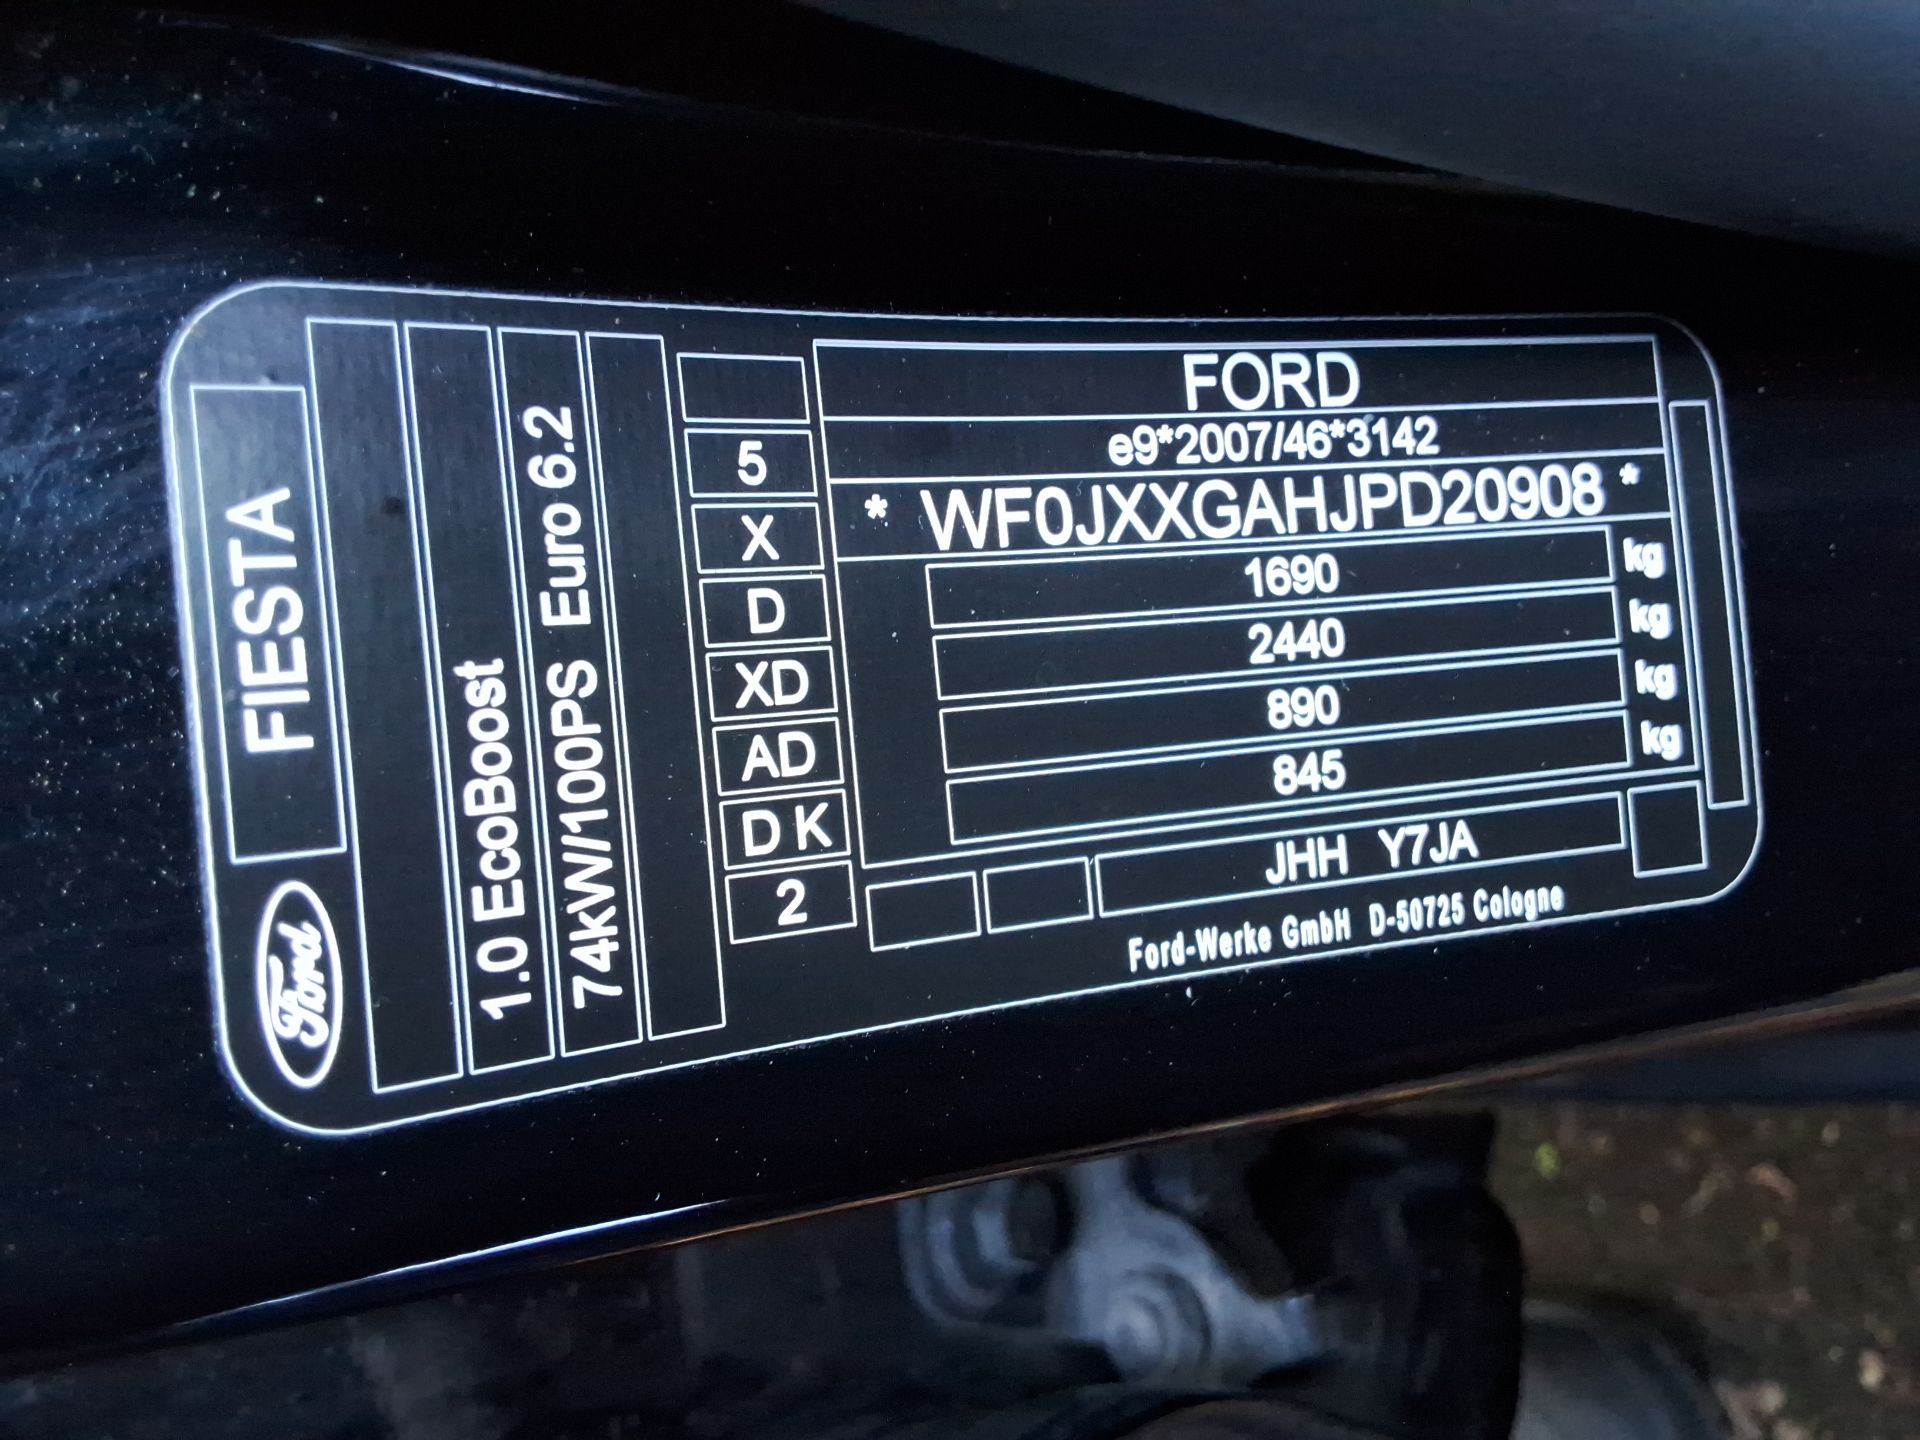 FORD
e9*2007/46*3142
* WF0JXXGAHJPD20908 *
1690 kg
2440 kg
890 kg
845 kg
JHH Y7JA
Ford-Werke GmbH D-50725 Cologne
5
X
D
XD
AD
D K
2
Ford FIESTA
1.0 EcoBoost
74kW/100PS Euro 6.2